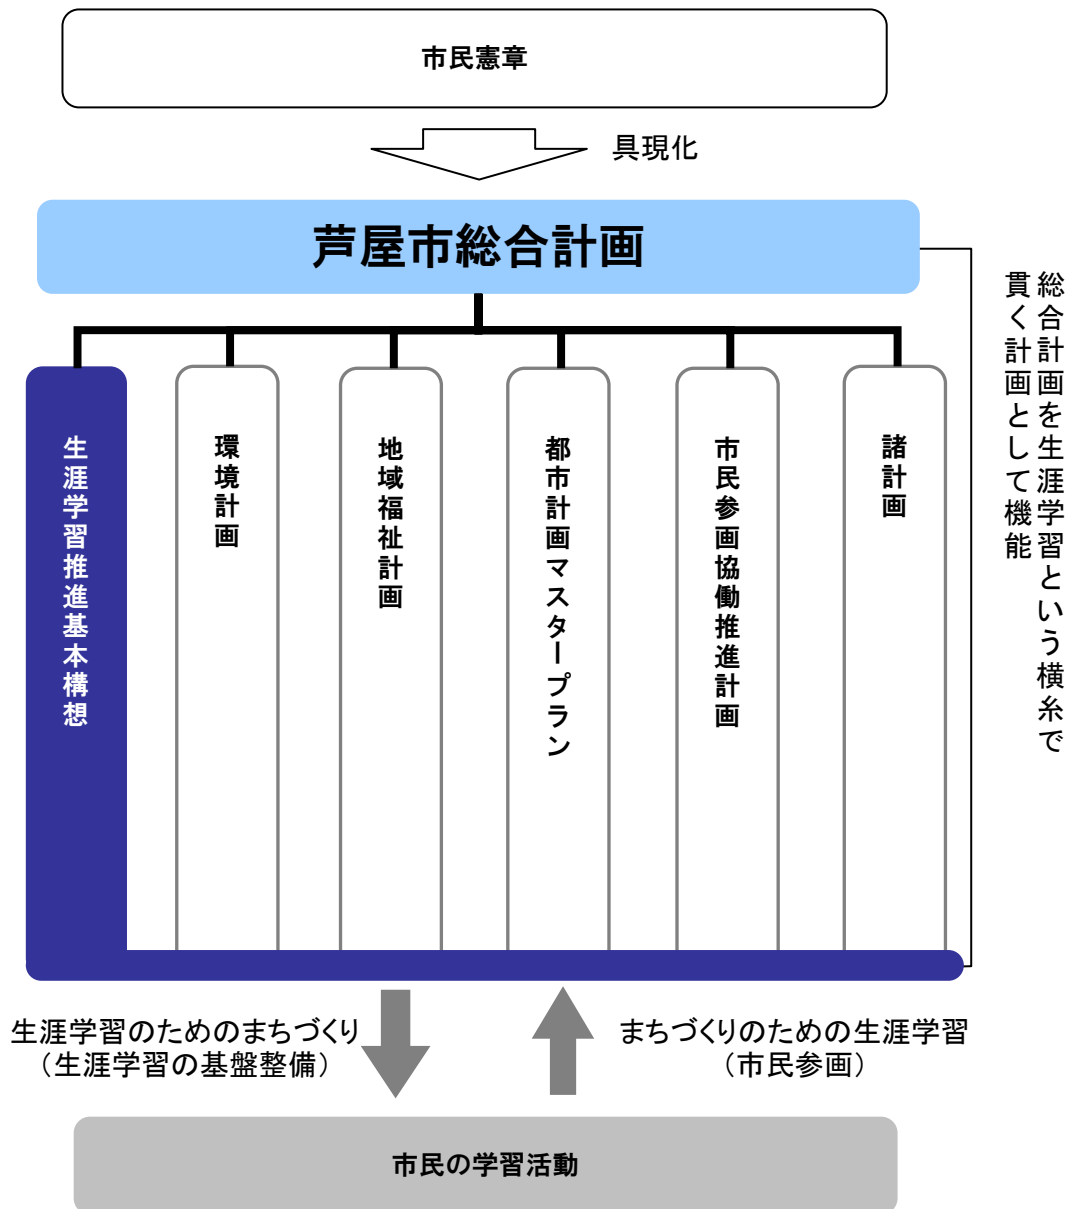 市民憲章
具現化
芦屋市総合計画
総合計画を生涯学習という横糸で
貫く計画として機能
生涯学習推進基本構想
環境計画
地域福祉計画
都市計画マスタープラン
市民参画協働推進計画
諸計画
生涯学習のためのまちづくり
（生涯学習の基盤整備）
まちづくりのための生涯学習
（市民参画）
市民の学習活動